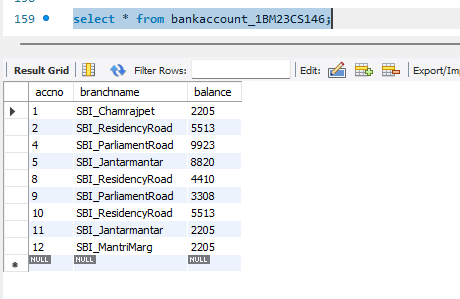 158
159 select * from bankaccount_1BM23CS146;
Result Grid Filter Rows: Edit: Export/Imp
accno branchname balance
1 SBI_Chamrajpet 2205
2 SBI_ResidencyRoad 5513
4 SBI_ParliamentRoad 9923
5 SBI_Jantarmantar 8820
8 SBI_ResidencyRoad 4410
9 SBI_ParliamentRoad 3308
10 SBI_ResidencyRoad 5513
11 SBI_Jantarmantar 2205
12 SBI_MantriMarg 2205
NULL NULL NULL